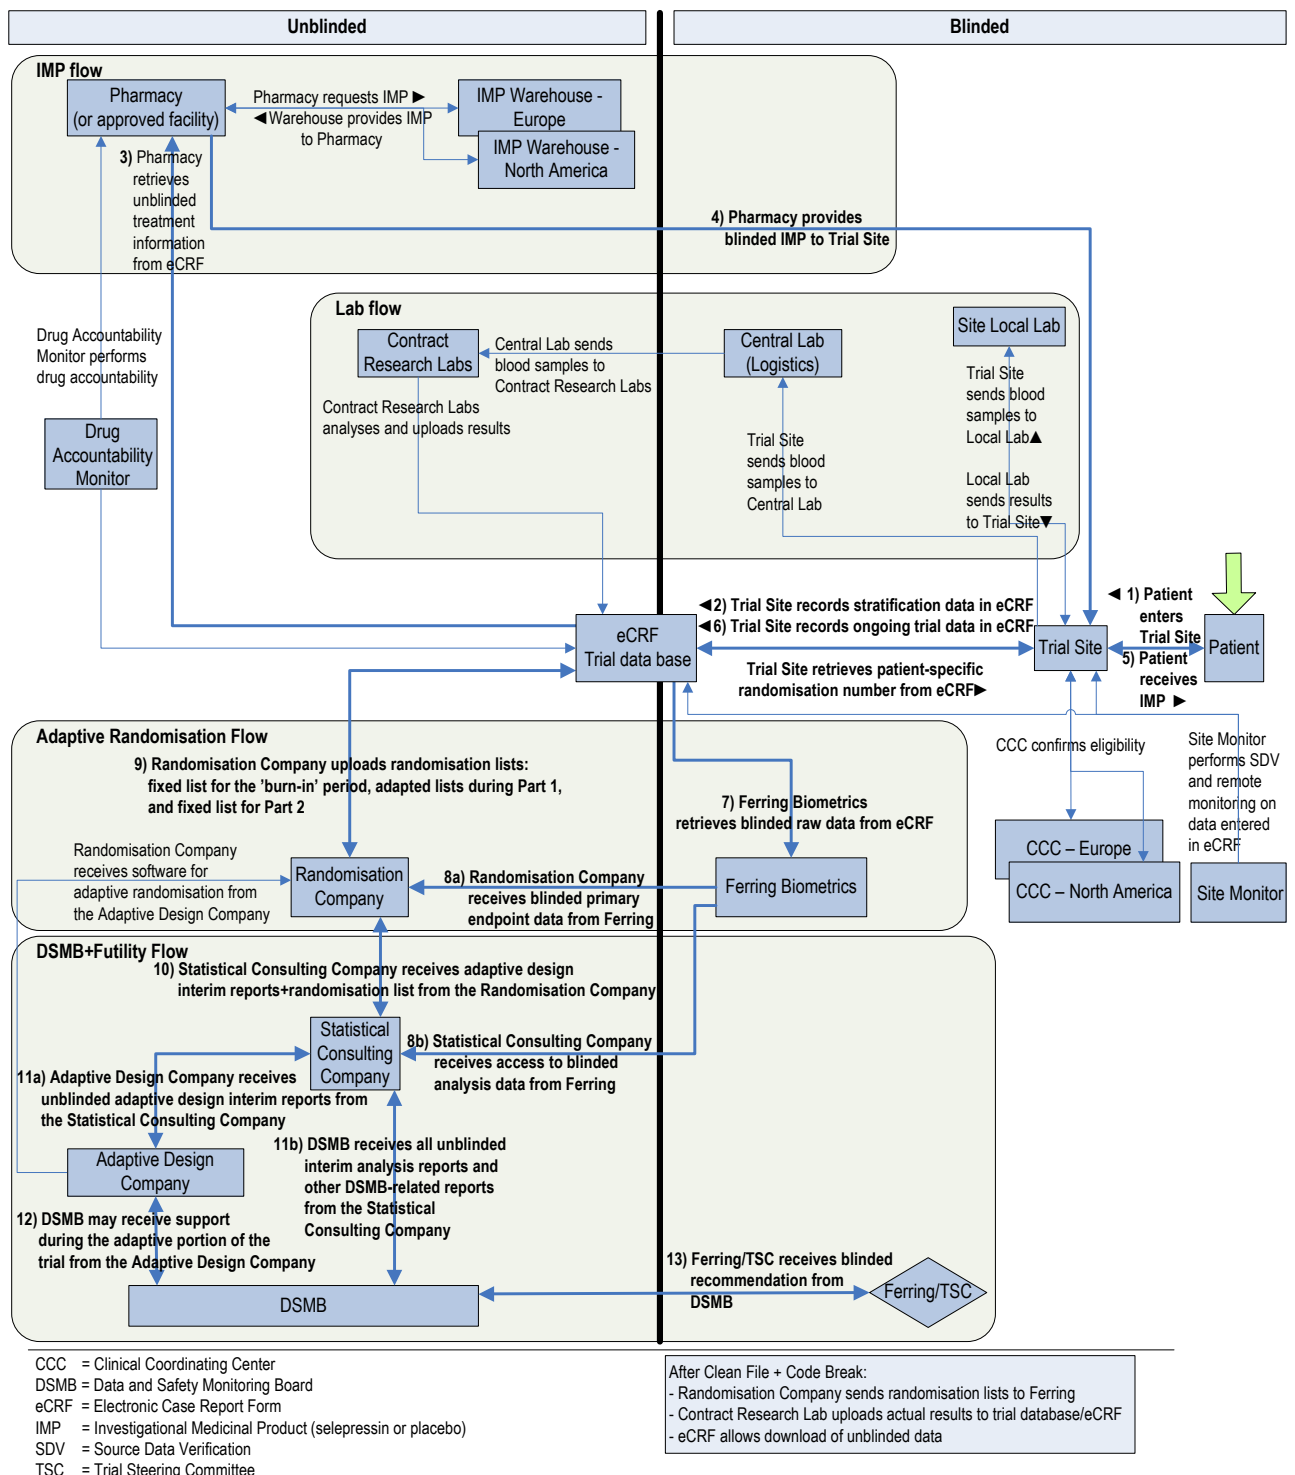 Unblinded
Blinded
IMP flow
Pharmacy
(or approved facility)
Pharmacy requests IMP ►
◄Warehouse provides IMP
to Pharmacy
IMP Warehouse -
Europe
IMP Warehouse -
North America
3) Pharmacy
retrieves
unblinded
treatment
information
from eCRF
4) Pharmacy provides
blinded IMP to Trial Site
Lab flow
Drug Accountability
Monitor performs
drug accountability
Contract
Research Labs
Central Lab sends
blood samples to
Contract Research Labs
Central Lab
(Logistics)
Site Local Lab
Trial Site
sends blood
samples to
Local Lab▲
Contract Research Labs
analyses and uploads results
Drug
Accountability
Monitor
Trial Site
sends blood
samples to
Central Lab
Local Lab
sends results
to Trial Site▼
◄2) Trial Site records stratification data in eCRF
◄6) Trial Site records ongoing trial data in eCRF
◄ 1) Patient
enters
Trial Site
eCRF
Trial data base
Trial Site
Patient
Trial Site retrieves patient-specific
randomisation number from eCRF►
5) Patient
receives
IMP ►
Adaptive Randomisation Flow
9) Randomisation Company uploads randomisation lists:
fixed list for the 'burn-in' period, adapted lists during Part 1,
and fixed list for Part 2
CCC confirms eligibility
Site Monitor
performs SDV
and remote
monitoring on
data entered
in eCRF
7) Ferring Biometrics
retrieves blinded raw data from eCRF
Randomisation Company
receives software for
adaptive randomisation from
the Adaptive Design Company
Randomisation
Company
8a) Randomisation Company
receives blinded primary
endpoint data from Ferring
Ferring Biometrics
CCC – Europe
CCC – North America
Site Monitor
DSMB+Futility Flow
10) Statistical Consulting Company receives adaptive design
interim reports+randomisation list from the Randomisation Company
Statistical
Consulting
Company
8b) Statistical Consulting Company
receives access to blinded
analysis data from Ferring
11a) Adaptive Design Company receives
unblinded adaptive design interim reports from
the Statistical Consulting Company
11b) DSMB receives all unblinded
interim analysis reports and
other DSMB-related reports
from the Statistical
Consulting Company
Adaptive Design
Company
12) DSMB may receive support
during the adaptive portion of the
trial from the Adaptive Design Company
13) Ferring/TSC receives blinded
recommendation from
DSMB
DSMB
Ferring/TSC
CCC = Clinical Coordinating Center
DSMB = Data and Safety Monitoring Board
eCRF = Electronic Case Report Form
IMP = Investigational Medicinal Product (selepressin or placebo)
SDV = Source Data Verification
TSC = Trial Steering Committee
After Clean File + Code Break:
- Randomisation Company sends randomisation lists to Ferring
- Contract Research Lab uploads actual results to trial database/eCRF
- eCRF allows download of unblinded data